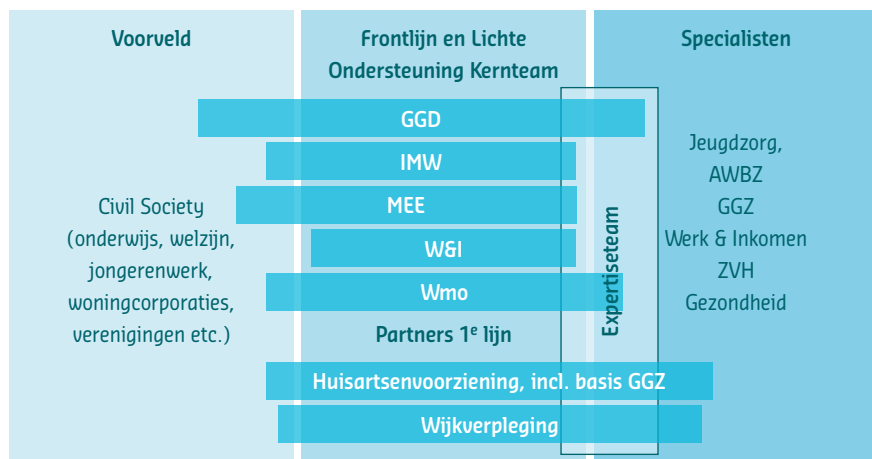 Voorveld
Frontlijn en Lichte
Ondersteuning Kernteam
Specialisten
GGD
IMW
MEE
W&I
Wmo
Civil Society
(onderwijs, welzijn,
jongerenwerk,
woningcorporaties,
verenigingen etc.)
Partners 1e lijn
Huisartsenvoorziening, incl. basis GGZ
Wijkverpleging
Expertiseteam
Jeugdzorg,
AWBZ
GGZ
Werk & Inkomen
ZVH
Gezondheid